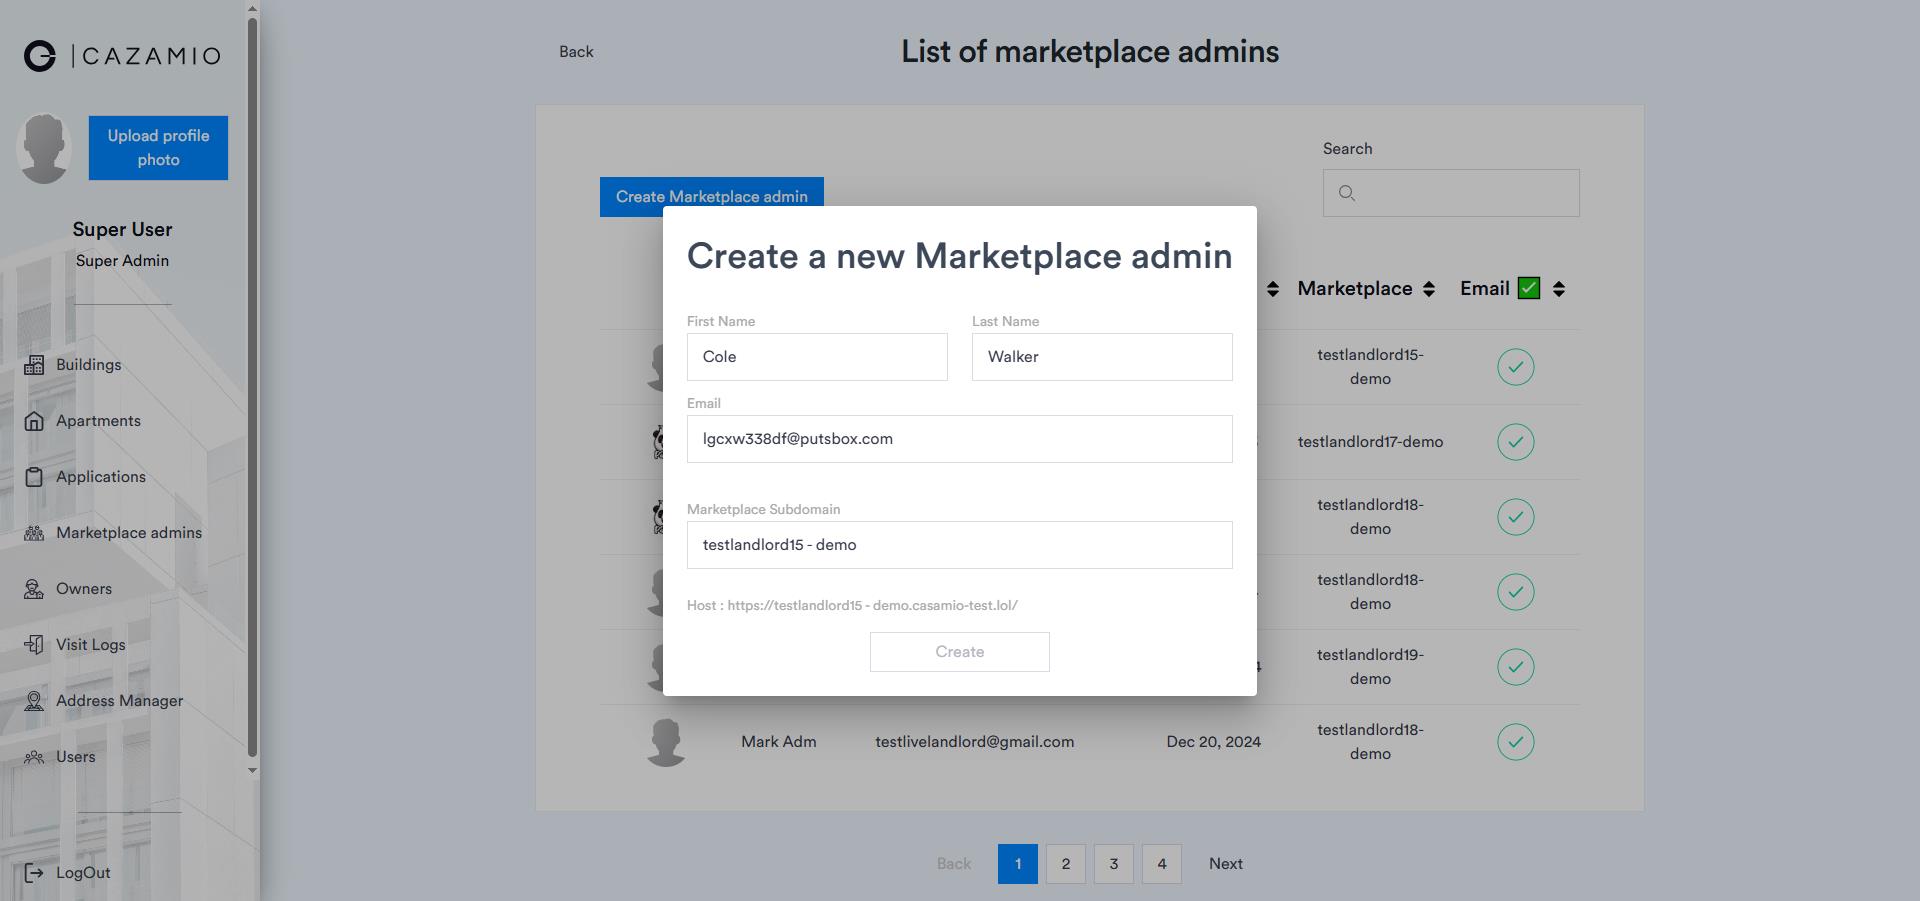 CAZAMIO
Upload profile
photo
Super User
Super Admin
Buildings
Apartments
Applications
Marketplace admins
Owners
Visit Logs
Address Manager
Users
LogOut
Back
List of marketplace admins
Search
Create Marketplace admin
Marketplace
Email
Create a new Marketplace admin
First Name
Last Name
Cole
Walker
Email
lgcxw338df@putsbox.com
Marketplace Subdomain
testlandlord15 - demo
Host : https://testlandlord15 - demo.casamio-test.lol/
Create
testlandlord15-
demo
testlandlord17-demo
testlandlord18-
demo
testlandlord18-
demo
testlandlord19-
demo
Mark Adm
testlivelandlord@gmail.com
Dec 20, 2024
testlandlord18-
demo
Back
1
2
3
4
Next